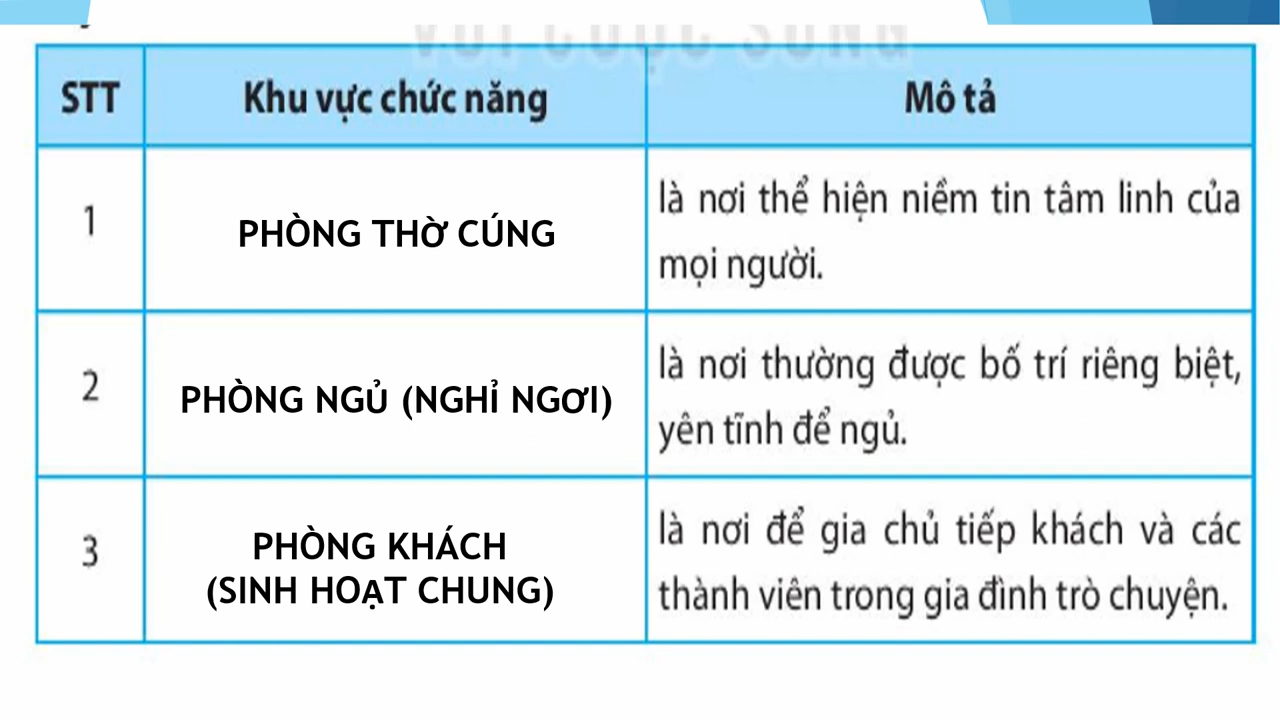 STT Khu vực chức năng Mô tả
1 PHÒNG THỜ CÚNG là nơi thể hiện niềm tin tâm linh của
mọi người.
2 PHÒNG NGỦ (NGHỈ NGƠI) là nơi thường được bố trí riêng biệt,
yên tĩnh để ngủ.
3 PHÒNG KHÁCH
(SINH HOẠT CHUNG)
là nơi để gia chủ tiếp khách và các
thành viên trong gia đình trò chuyện.